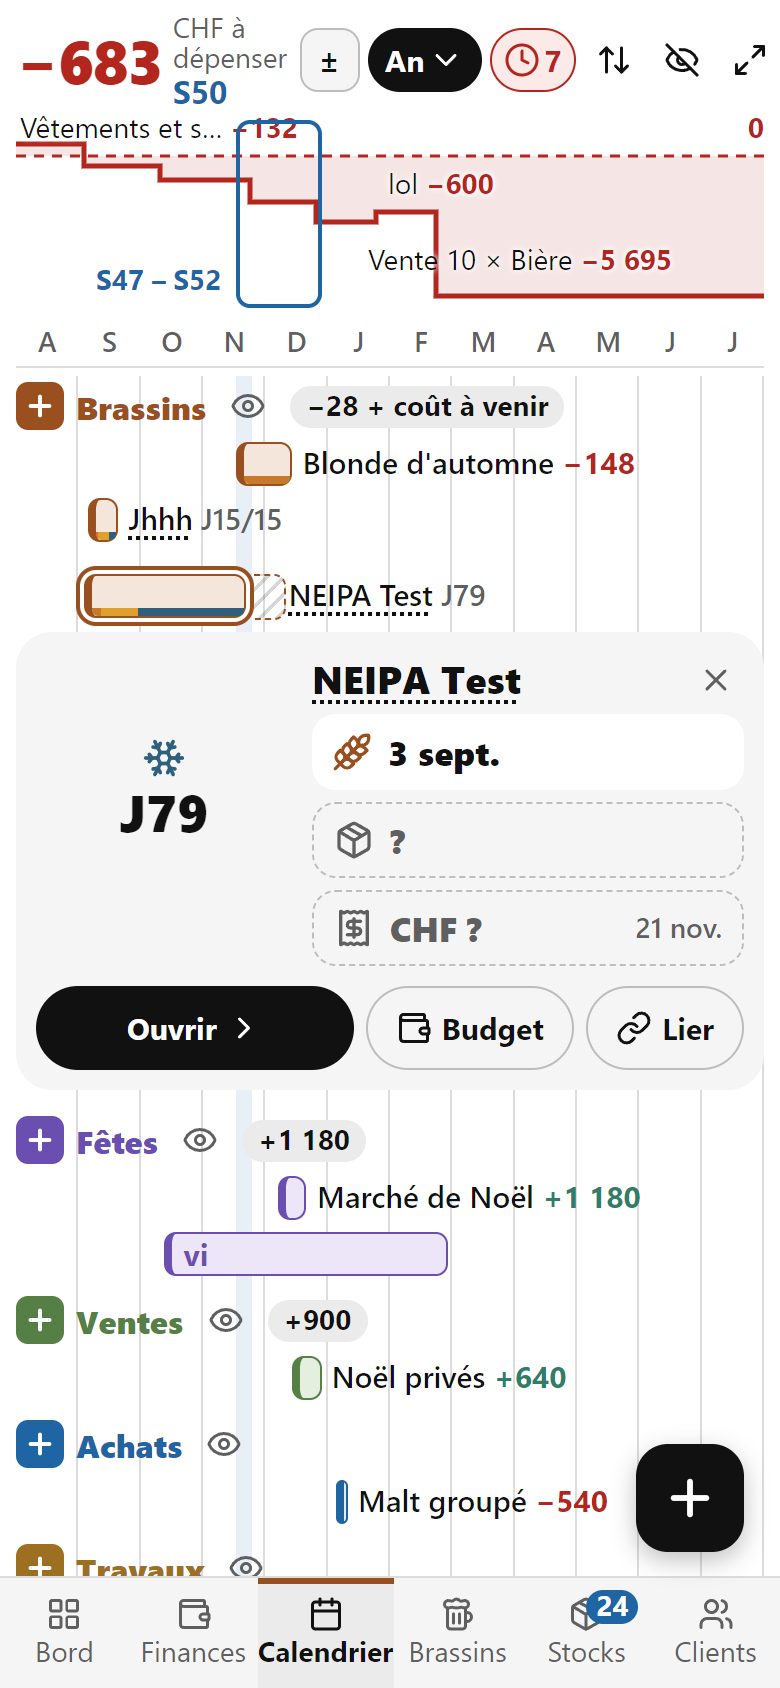 −683
CHF à
dépenser
S50
±
An
7
Vêtements et s... −132
0
lol −600
Vente 10 × Bière −5 695
S47 – S52
A S O N D J F M A M J J
Brassins
−28 + coût à venir
Blonde d'automne −148
Jhhh J15/15
NEIPA Test J79
NEIPA Test
3 sept.
J79
?
CHF ?
21 nov.
Ouvrir
Budget
Lier
Fêtes
+1 180
Marché de Noël +1 180
vi
Ventes
+900
Noël privés +640
Achats
Malt groupé −540
Travaux
24
Bord
Finances
Calendrier
Brassins
Stocks
Clients